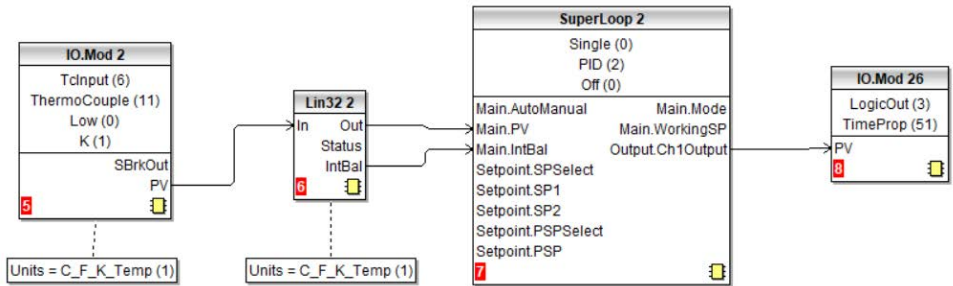 IO.Mod 2
TcInput (6)
ThermoCouple (11)
Low (0)
K (1)
SBrkOut
PV
5
Units = C_F_K_Temp (1)
Lin32 2
In Out
Status
IntBal
6
Units = C_F_K_Temp (1)
SuperLoop 2
Single (0)
PID (2)
Off (0)
Main.AutoManual Main.Mode
Main.PV Main.WorkingSP
Main.IntBal Output.Ch1Output
Setpoint.SPSelect
Setpoint.SP1
Setpoint.SP2
Setpoint.PSPSelect
Setpoint.PSP
7
IO.Mod 26
LogicOut (3)
TimeProp (51)
PV
8